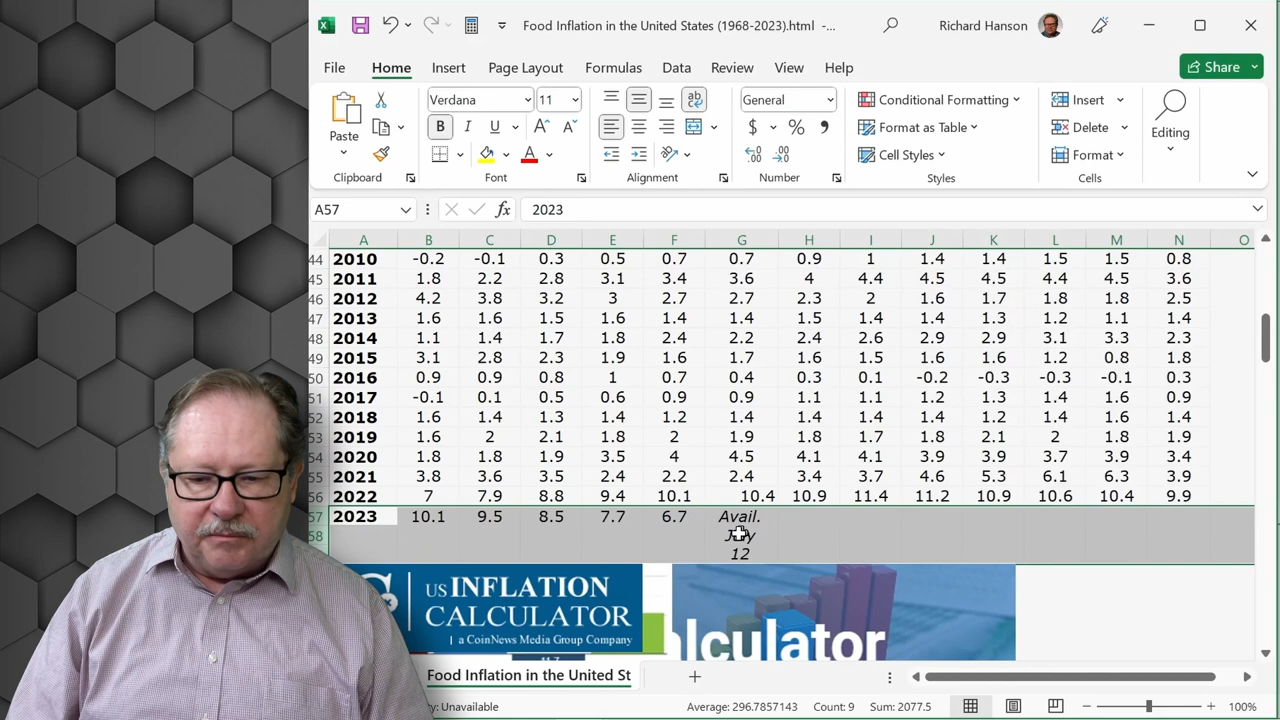 Food Inflation in the United States (1968-2023).html -... Richard Hanson
File Home Insert Page Layout Formulas Data Review View Help Share
Verdana 11 General Conditional Formatting Insert
Paste B I U A A A ab c $ % , Format as Table Delete Editing
Cell Styles Format
Clipboard Font Alignment Number Styles Cells
A57 fx 2023
A B C D E F G H I J K L M N O
44 2010 -0.2 -0.1 0.3 0.5 0.7 0.7 0.9 1 1.4 1.4 1.5 1.5 0.8
45 2011 1.8 2.2 2.8 3.1 3.4 3.6 4 4.4 4.5 4.5 4.4 4.5 3.6
46 2012 4.2 3.8 3.2 3 2.7 2.7 2.3 2 1.6 1.7 1.8 1.8 2.5
47 2013 1.6 1.6 1.5 1.6 1.4 1.4 1.5 1.4 1.4 1.3 1.2 1.1 1.4
48 2014 1.1 1.4 1.7 1.8 2.4 2.2 2.4 2.6 2.9 2.9 3.1 3.3 2.3
49 2015 3.1 2.8 2.3 1.9 1.6 1.7 1.6 1.5 1.6 1.6 1.2 0.8 1.8
50 2016 0.9 0.9 0.8 1 0.7 0.4 0.3 0.1 -0.2 -0.3 -0.3 -0.1 0.3
51 2017 -0.1 0.1 0.5 0.6 0.9 0.9 1.1 1.1 1.2 1.3 1.4 1.6 0.9
52 2018 1.6 1.4 1.3 1.4 1.2 1.4 1.4 1.4 1.4 1.2 1.4 1.6 1.4
53 2019 1.6 2 2.1 1.8 2 1.9 1.8 1.7 1.8 2.1 2 1.8 1.9
54 2020 1.8 1.8 1.9 3.5 4 4.5 4.1 4.1 3.9 3.9 3.7 3.9 3.4
55 2021 3.8 3.6 3.5 2.4 2.2 2.4 3.4 3.7 4.6 5.3 6.1 6.3 3.9
56 2022 7 7.9 8.8 9.4 10.1 10.4 10.9 11.4 11.2 10.9 10.6 10.4 9.9
57 2023 10.1 9.5 8.5 7.7 6.7 Avail.
58 July
12
US INFLATION
CALCULATOR
| a CoinNews Media Group Company
alculator
Food Inflation in the United St
y: Unavailable Average: 296.7857143 Count: 9 Sum: 2077.5 100%